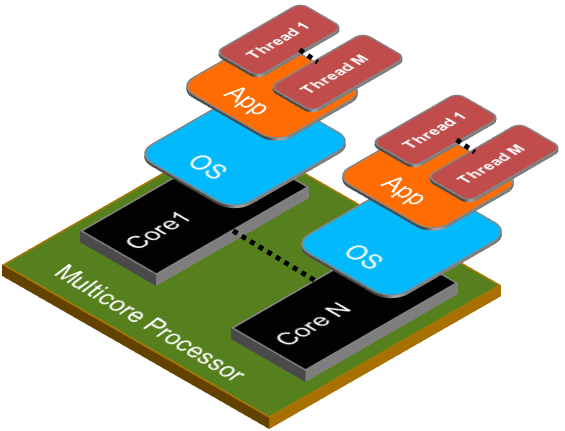 Thread 1
Thread M
App
OS
Core1
Thread 1
Thread M
App
OS
Core N
Multicore Processor